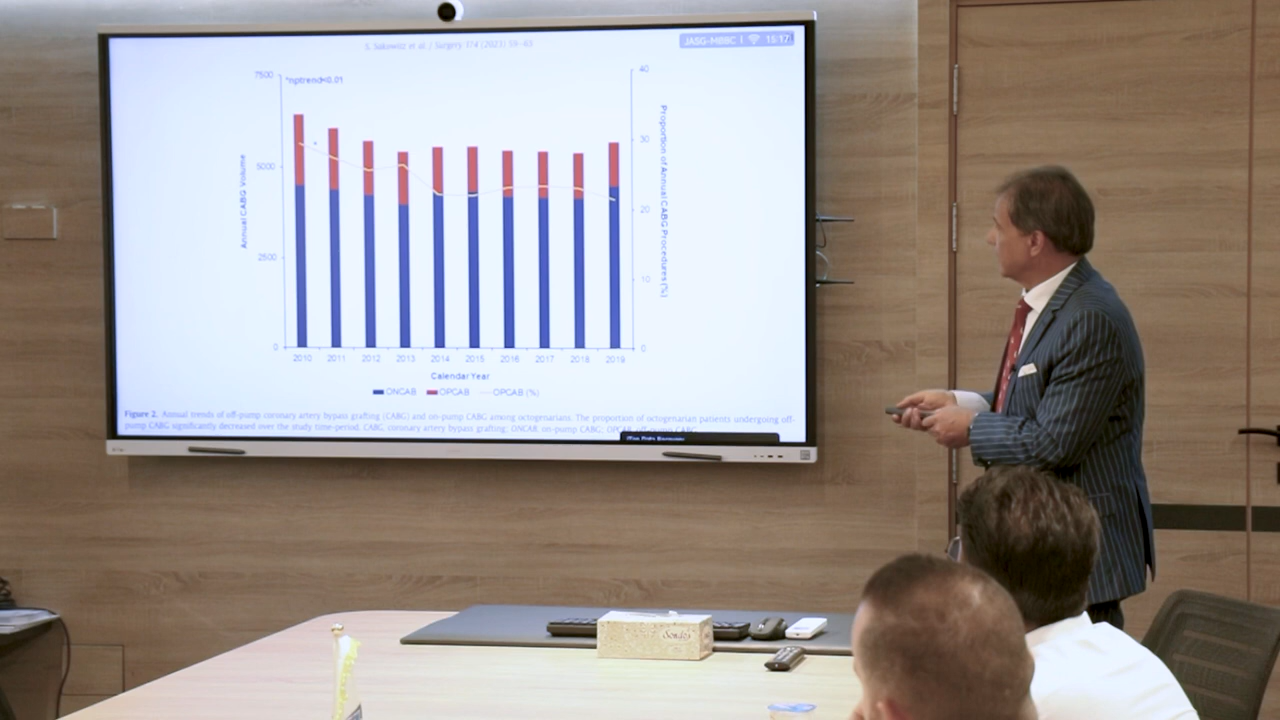 S. Sakowitz et al. / Surgery 174 (2023) 59–65
JASG-MBBC
15:17
7500
5000
2500
0
*nptrend<0.01
40
30
20
10
0
Annual CABG Volume
Proportion of Annual CABG Procedures (%)
2010 2011 2012 2013 2014 2015 2016 2017 2018 2019
Calendar Year
ONCAB OPCAB OPCAB (%)
Figure 2. Annual trends of off-pump coronary artery bypass grafting (CABG) and on-pump CABG among octogenarians. The proportion of octogenarian patients undergoing off-
pump CABG significantly decreased over the study time-period. CABG, coronary artery bypass grafting; ONCAB, on-pump CABG; OPCAB, off-pump CABG.